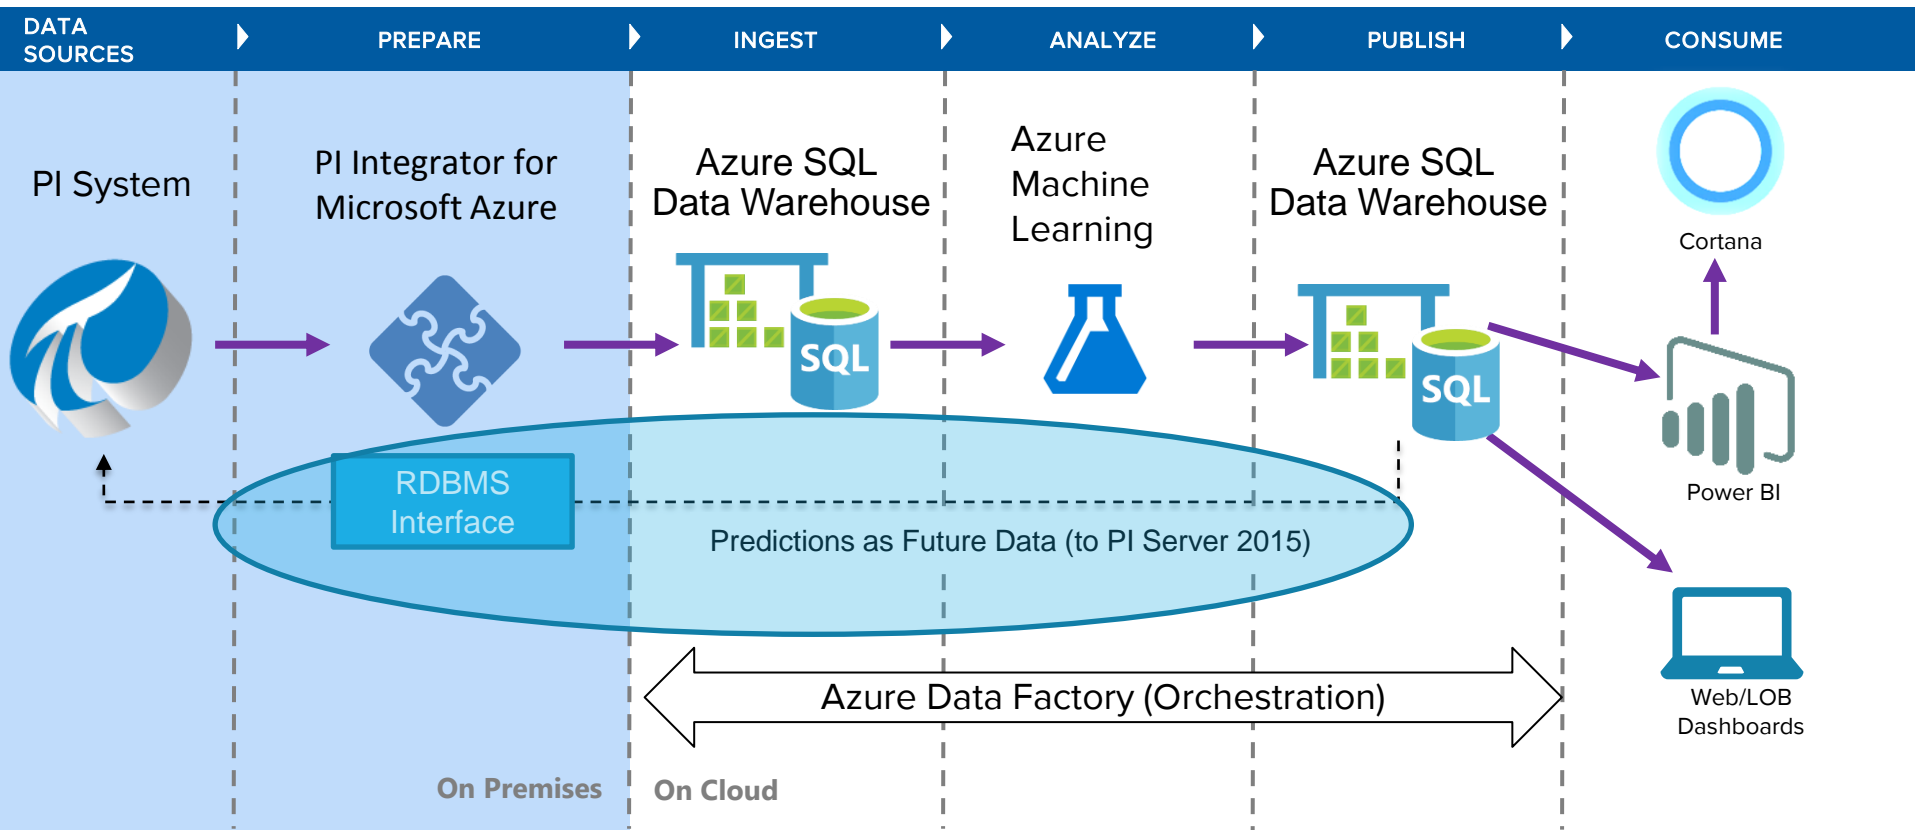 DATA
SOURCES
PREPARE
INGEST
ANALYZE
PUBLISH
CONSUME
PI System
PI Integrator for
Microsoft Azure
Azure SQL
Data Warehouse
Azure
Machine
Learning
Azure SQL
Data Warehouse
Cortana
SQL
SQL
Power BI
RDBMS
Interface
Predictions as Future Data (to PI Server 2015)
Azure Data Factory (Orchestration)
Web/LOB
Dashboards
On Premises
On Cloud